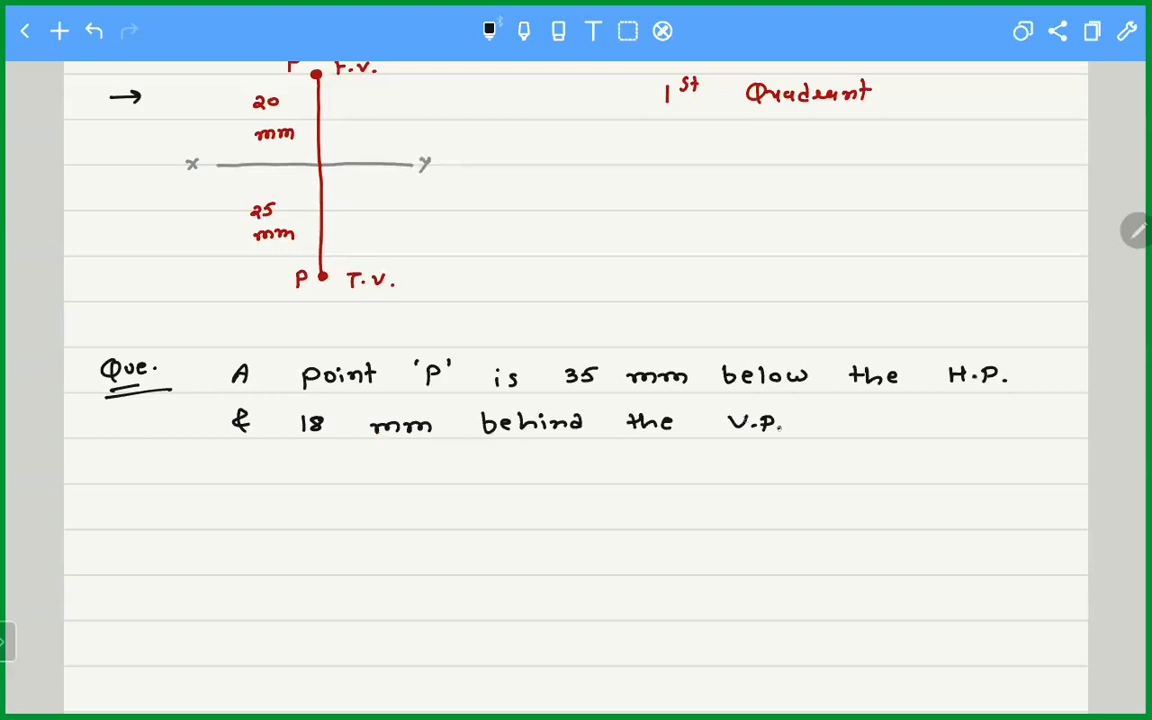 F.V.
1st Quadrant
20
mm
x y
25
mm
P T.V.
Que. A point 'P' is 35 mm below the H.P.
& 18 mm behind the V.P.